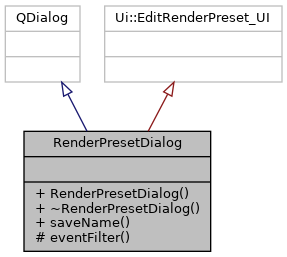 QDialog
Ui::EditRenderPreset_UI
RenderPresetDialog
+ RenderPresetDialog()
+ ~RenderPresetDialog()
+ saveName()
# eventFilter()